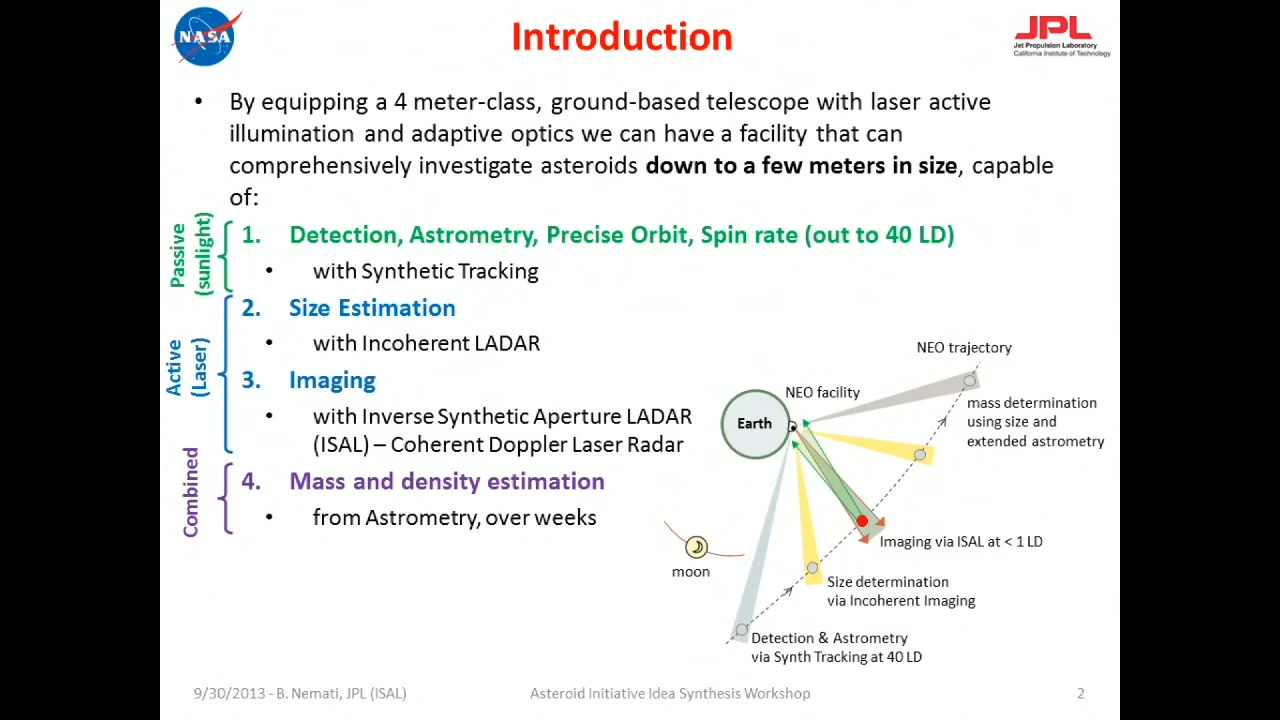 NASA
Introduction
JPL
Jet Propulsion Laboratory
California Institute of Technology
• By equipping a 4 meter-class, ground-based telescope with laser active
illumination and adaptive optics we can have a facility that can
comprehensively investigate asteroids down to a few meters in size, capable
of:
Passive
(sunlight)
1. Detection, Astrometry, Precise Orbit, Spin rate (out to 40 LD)
• with Synthetic Tracking
Active
(Laser)
2. Size Estimation
• with Incoherent LADAR
3. Imaging
• with Inverse Synthetic Aperture LADAR
(ISAL) – Coherent Doppler Laser Radar
Combined
4. Mass and density estimation
• from Astrometry, over weeks
NEO trajectory
NEO facility
Earth
mass determination
using size and
extended astrometry
Imaging via ISAL at < 1 LD
moon
Size determination
via Incoherent Imaging
Detection & Astrometry
via Synth Tracking at 40 LD
9/30/2013 - B. Nemati, JPL (ISAL)
Asteroid Initiative Idea Synthesis Workshop
2